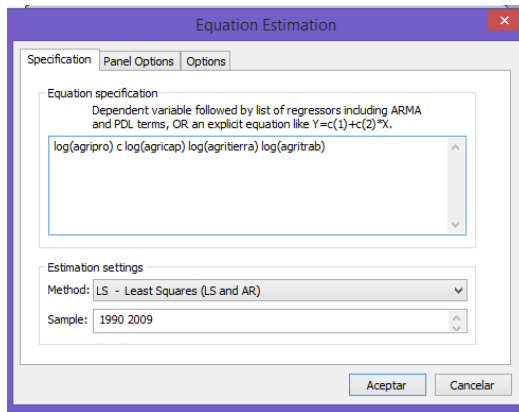 Equation Estimation
Specification
Panel Options
Options
Equation specification
Dependent variable followed by list of regressors including ARMA
and PDL terms, OR an explicit equation like Y=c(1)+c(2)*X.
log(agripro) c log(agricap) log(agritierra) log(agritrab)
Estimation settings
Method: LS - Least Squares (LS and AR)
Sample: 1990 2009
Aceptar
Cancelar